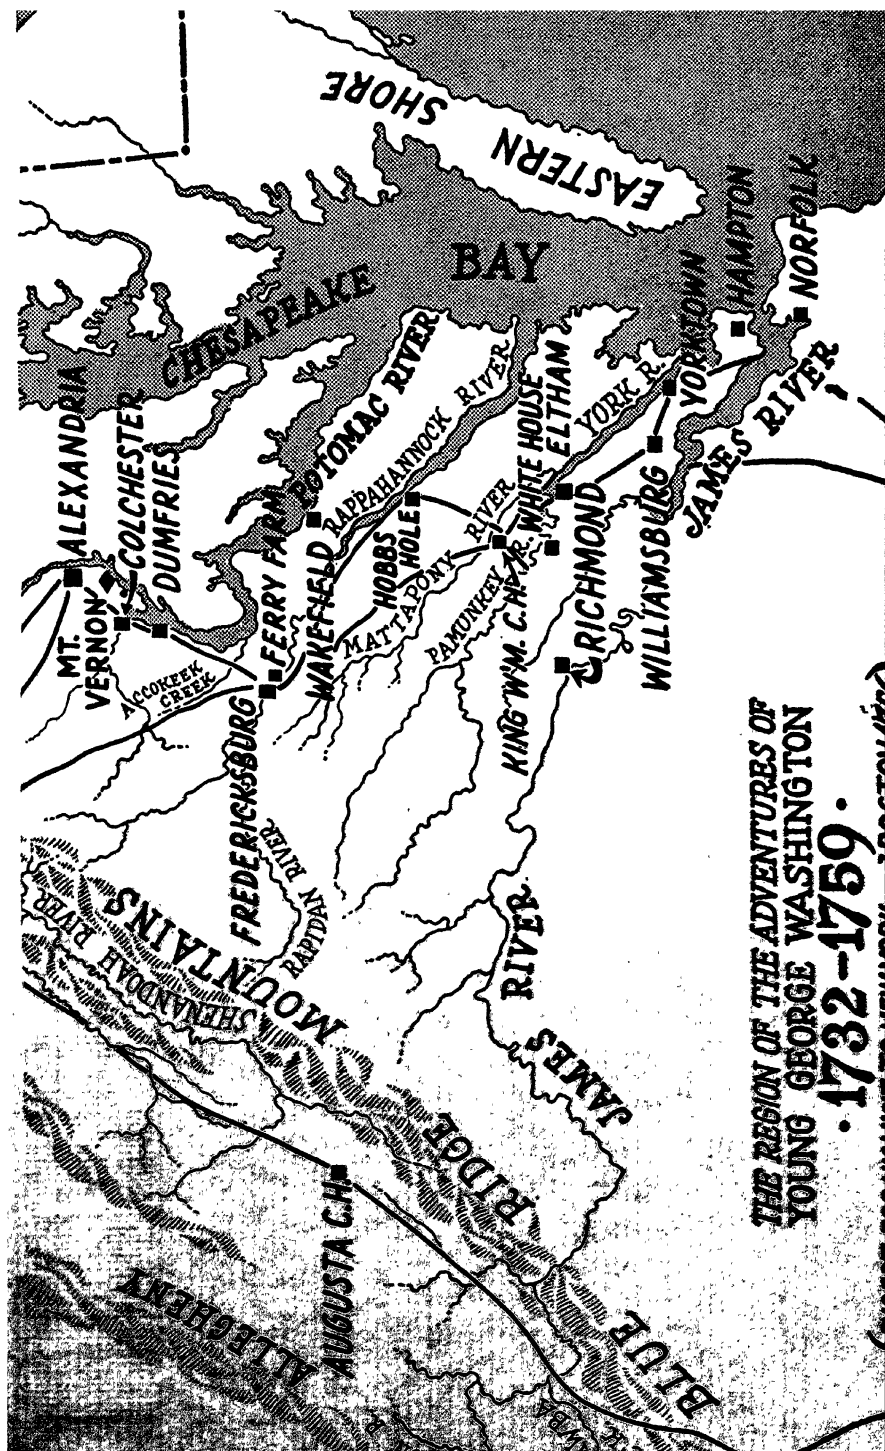 EASTERN
SHORE
CHESAPEAKE
BAY
ALEXANDRIA
MT.
VERNON
COLCHESTER
DUMFRIES
ACCOKEEK
CREEK
FERRY FARM
FREDERICKSBURG
WAKEFIELD
POTOMAC RIVER
RAPPAHANNOCK RIVER
HOBBS
HOLE
MATTAPONY RIVER
PAMUNKEY R.
KING W'M. C.H.
WHITE HOUSE
ELTHAM
YORK R.
RICHMOND
WILLIAMSBURG
YORKTOWN
HAMPTON
NORFOLK
JAMES RIVER
JAMES RIVER
RAPIDAN RIVER
SHENANDOAH RIVER
BLUE RIDGE MOUNTAINS
AUGUSTA C.H.
ALLEGHENY
R.
THE REGION OF THE ADVENTURES OF
YOUNG GEORGE WASHINGTON
·1732–1759·